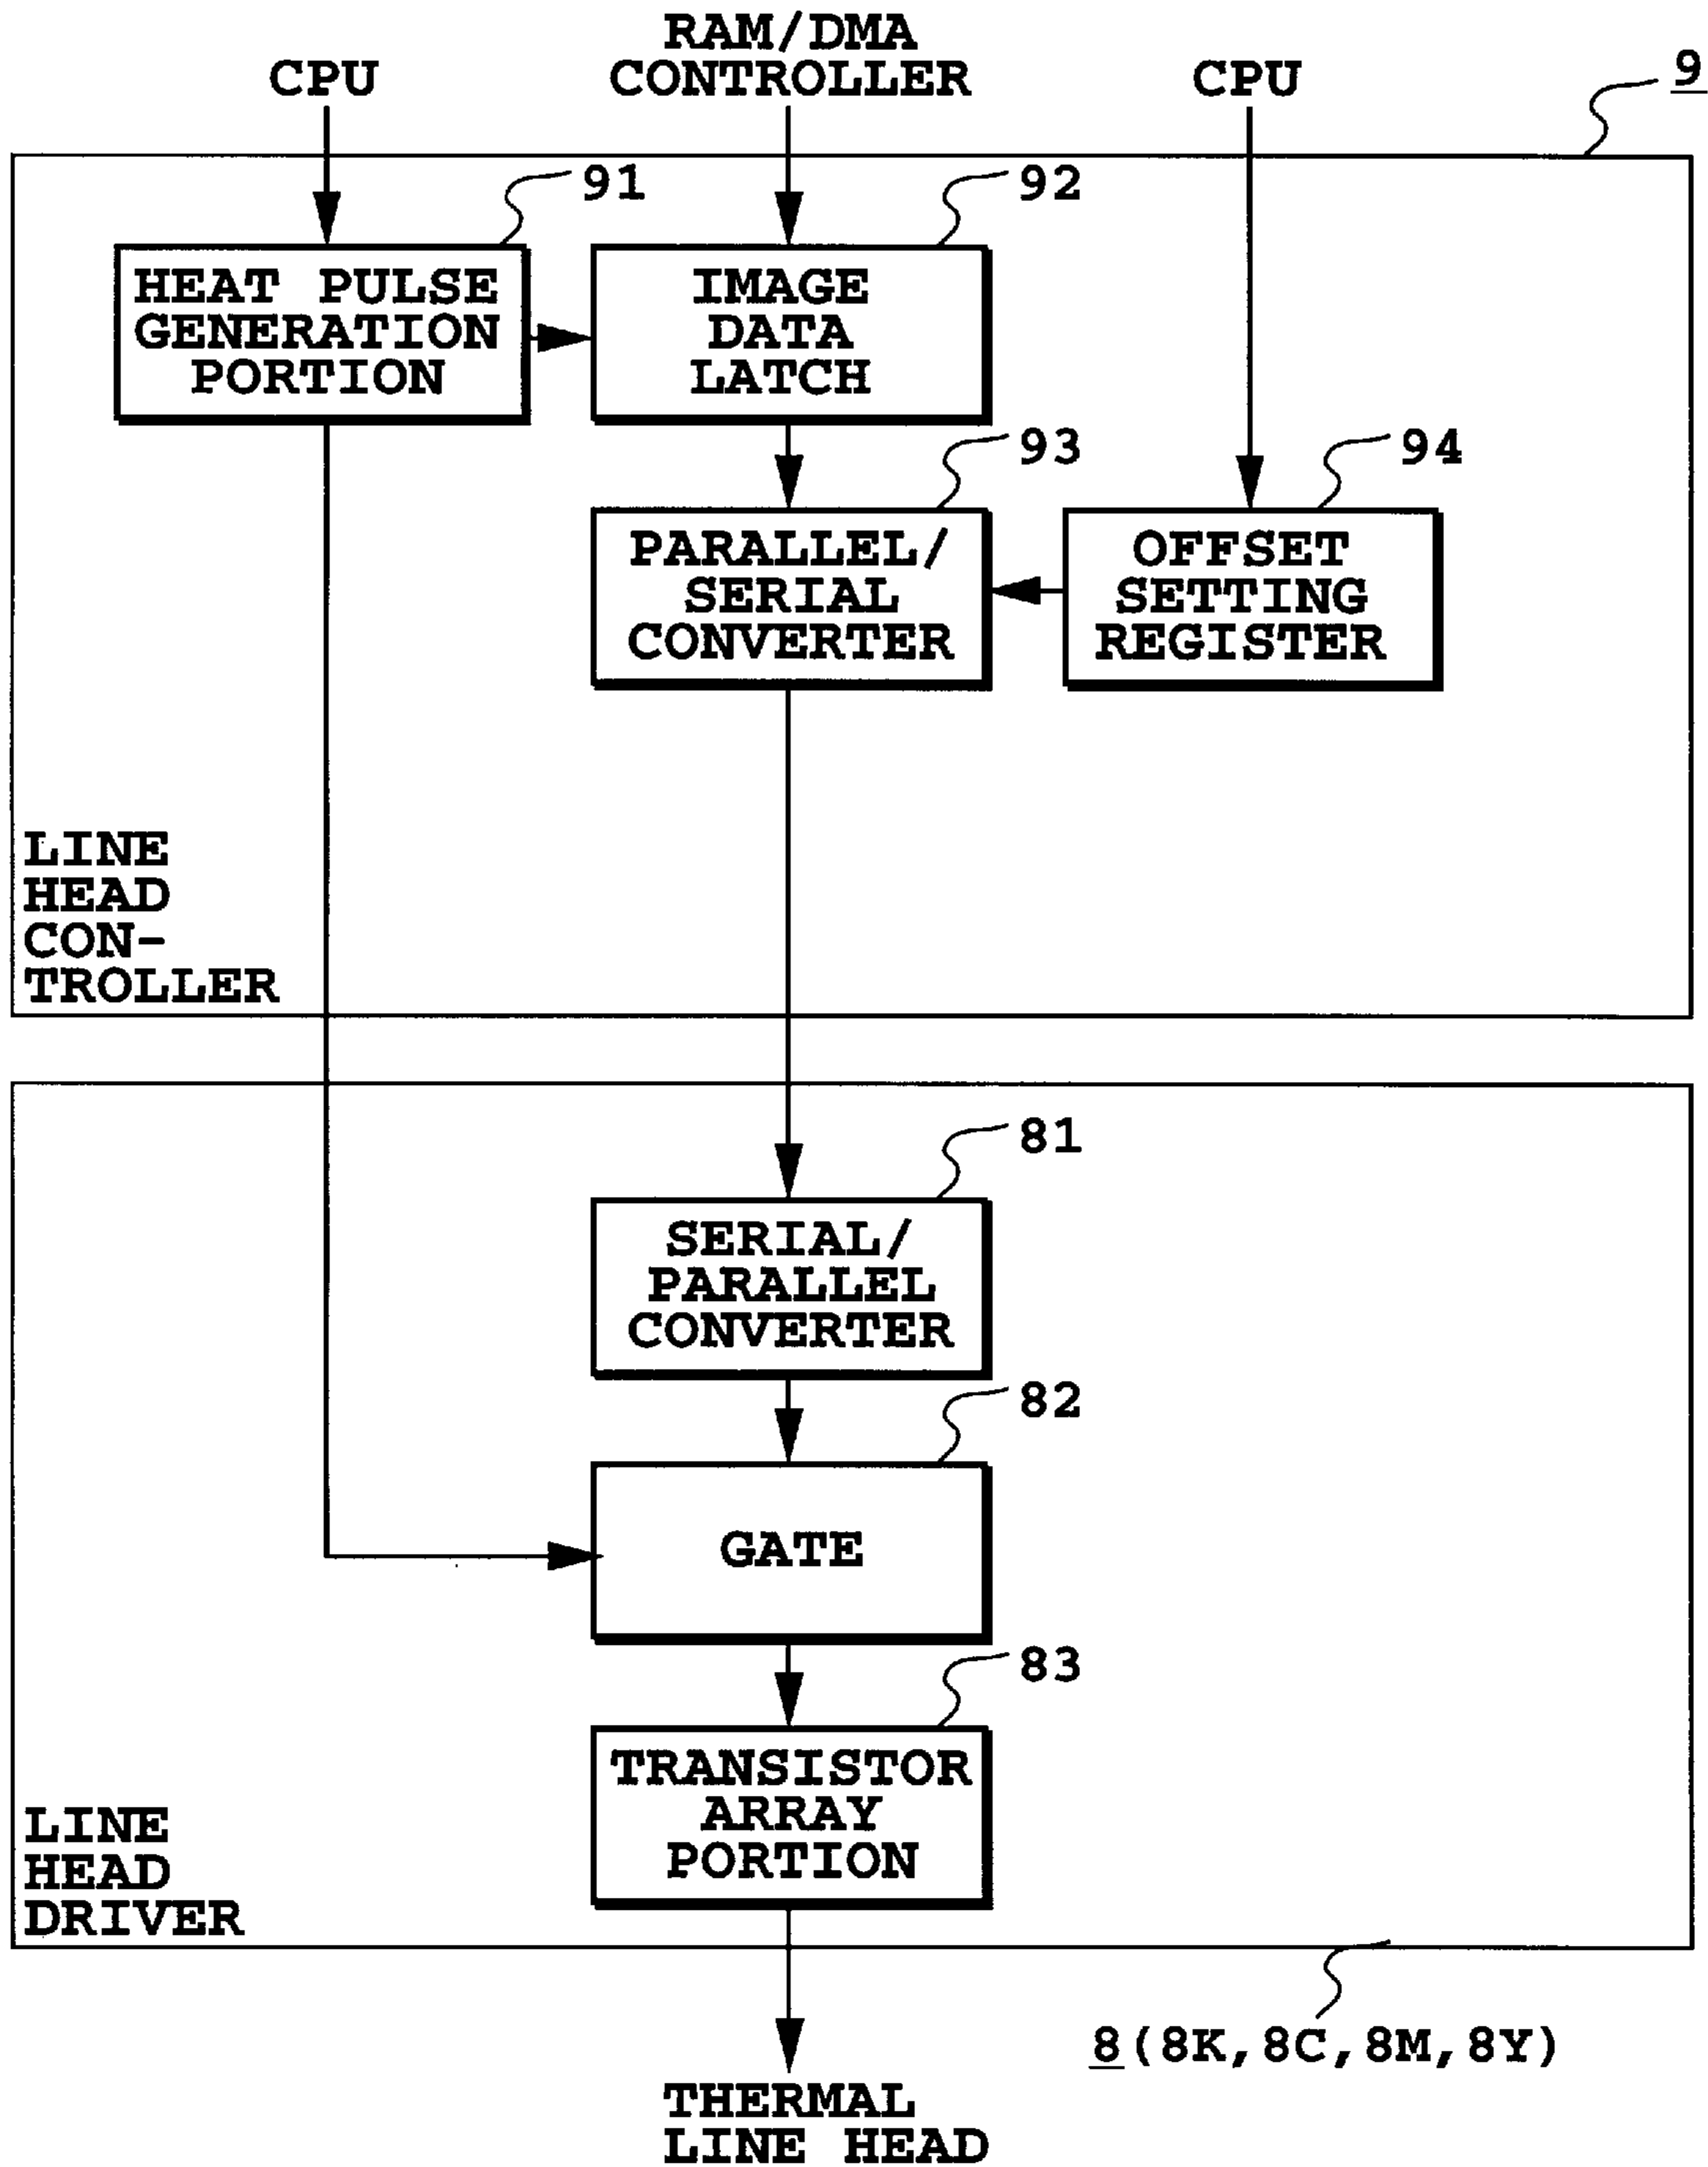 RAM/DMA
CPU
CONTROLLER
CPU
9
91
92
HEAT PULSE
GENERATION
PORTION
IMAGE
DATA
LATCH
93
94
PARALLEL/
SERIAL
CONVERTER
OFFSET
SETTING
REGISTER
LINE
HEAD
CON-
TROLLER
81
SERIAL/
PARALLEL
CONVERTER
82
GATE
83
TRANSISTOR
ARRAY
PORTION
LINE
HEAD
DRIVER
8(8K,8C,8M,8Y)
THERMAL
LINE HEAD